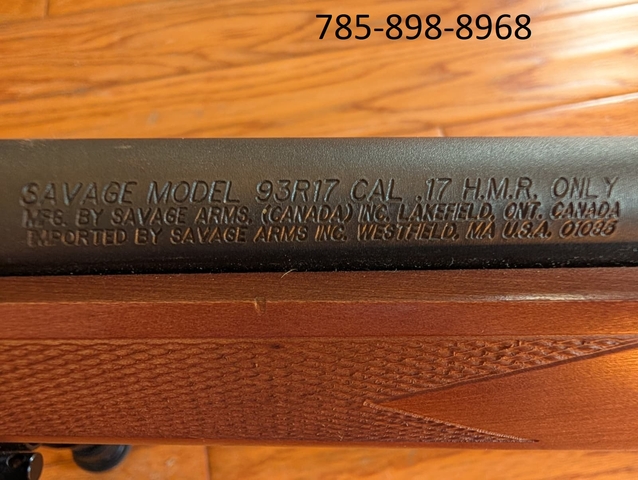 785-898-8968
SAVAGE MODEL 93R17 CAL .17 H.M.R. ONLY
MFG. BY SAVAGE ARMS. (CANADA) INC. LAKEFIELD, ONT. CANADA
IMPORTED BY SAVAGE ARMS INC. WESTFIELD, MA U.S.A. 01085